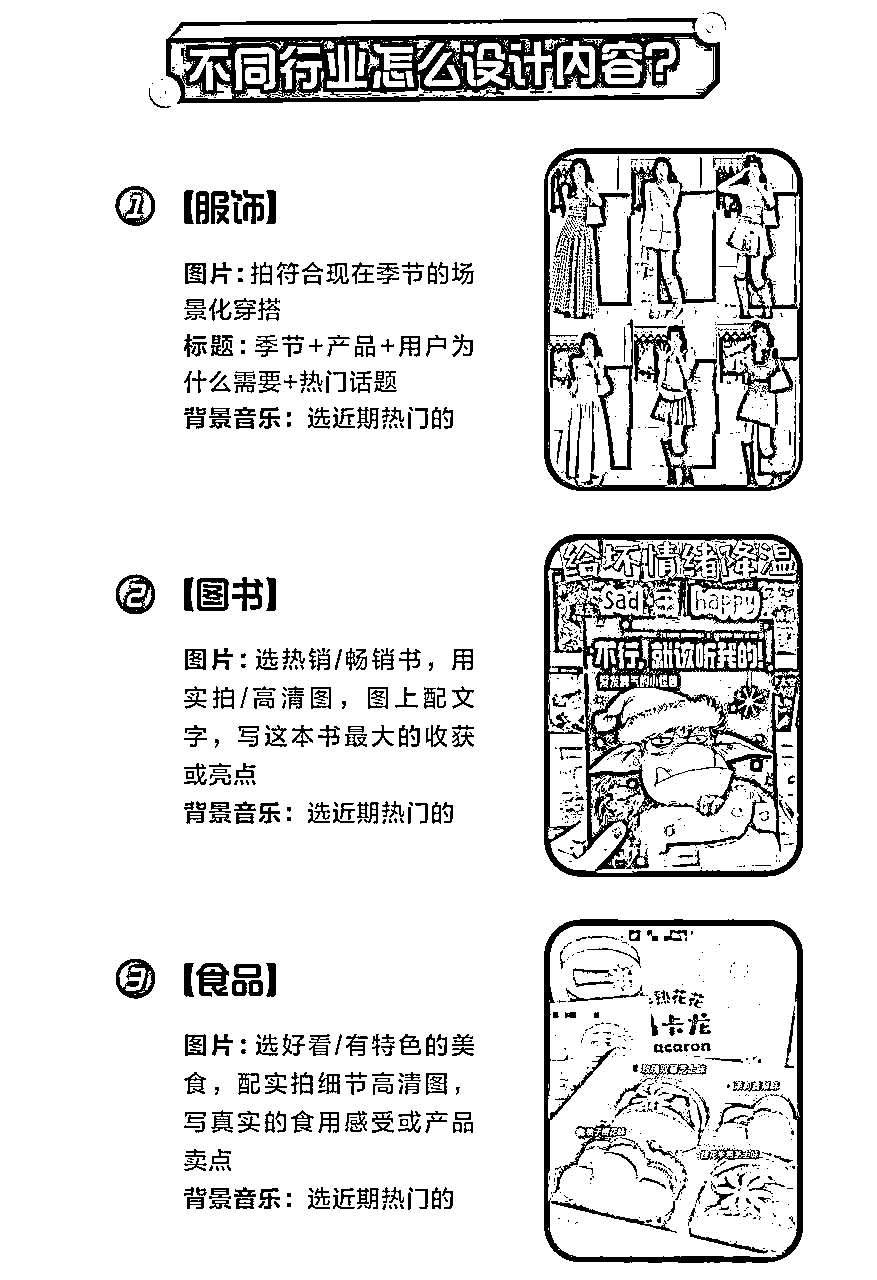 不同行业怎么设计内容?
1 【服饰】
图片:拍符合现在季节的场
景化穿搭
标题:季节+产品+用户为
什么需要+热门话题
背景音乐:选近期热门的
2 【图书】
图片:选热销/畅销书,用
实拍/高清图,图上配文
字,写这本书最大的收获
或亮点
背景音乐:选近期热门的
给坏情绪降温
sad
happy
不行,就该听我的!
3 【食品】
图片:选好看/有特色的美
食,配实拍细节高清图,
写真实的食用感受或产品
卖点
背景音乐:选近期热门的
卡龙
acaron